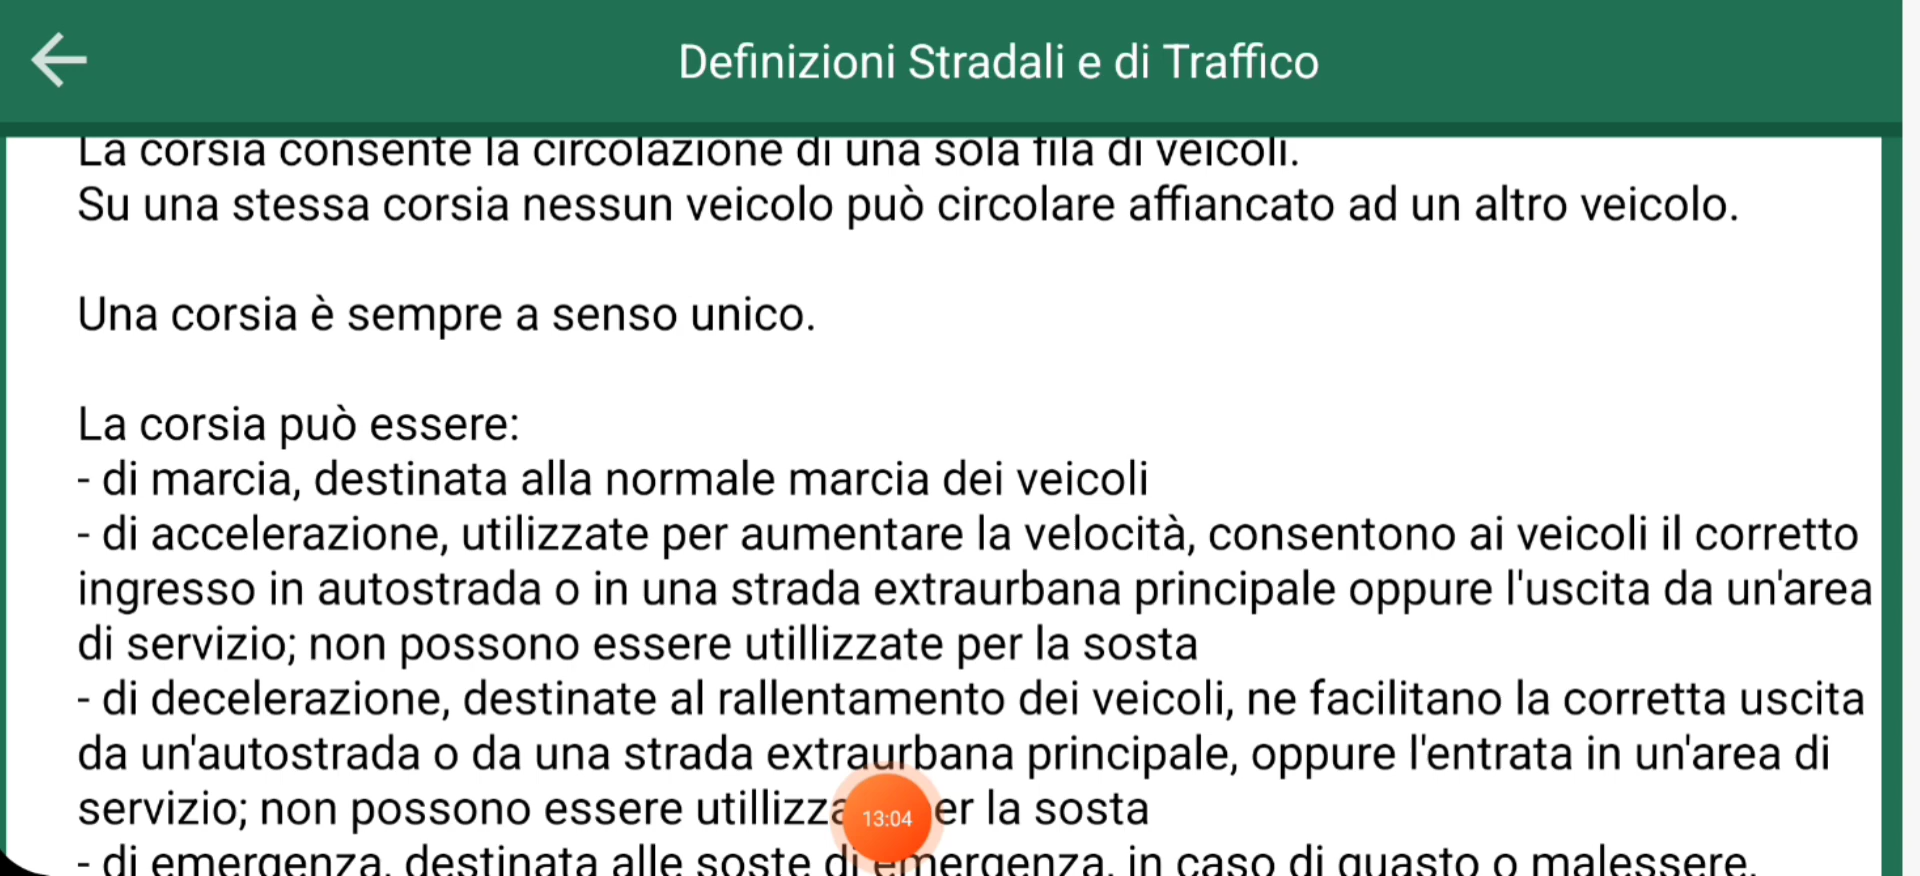 Definizioni Stradali e di Traffico
La corsia consente la circolazione di una sola fila di veicoli.
Su una stessa corsia nessun veicolo può circolare affiancato ad un altro veicolo.
Una corsia è sempre a senso unico.
La corsia può essere:
- di marcia, destinata alla normale marcia dei veicoli
- di accelerazione, utilizzate per aumentare la velocità, consentono ai veicoli il corretto
ingresso in autostrada o in una strada extraurbana principale oppure l'uscita da un'area
di servizio; non possono essere utillizzate per la sosta
- di decelerazione, destinate al rallentamento dei veicoli, ne facilitano la corretta uscita
da un'autostrada o da una strada extraurbana principale, oppure l'entrata in un'area di
servizio; non possono essere er la sosta
13:04
- di emergenza, destinata alle soste di emergenza, in caso di guasto o malessere,